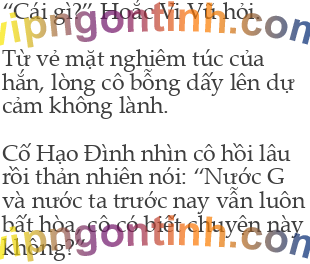 “Cái gì?” Hoắc Vi Vũ hỏi.
Từ vẻ mặt nghiêm túc của
hắn, lòng cô bỗng dấy lên dự
cảm không lành.
Cố Hạo Đình nhìn cô hồi lâu
rồi thản nhiên nói: “Nước G
và nước ta trước nay vẫn luôn
bất hòa, cô có biết chuyện này
không?”
vipngontinh.com
vipngontinh.com